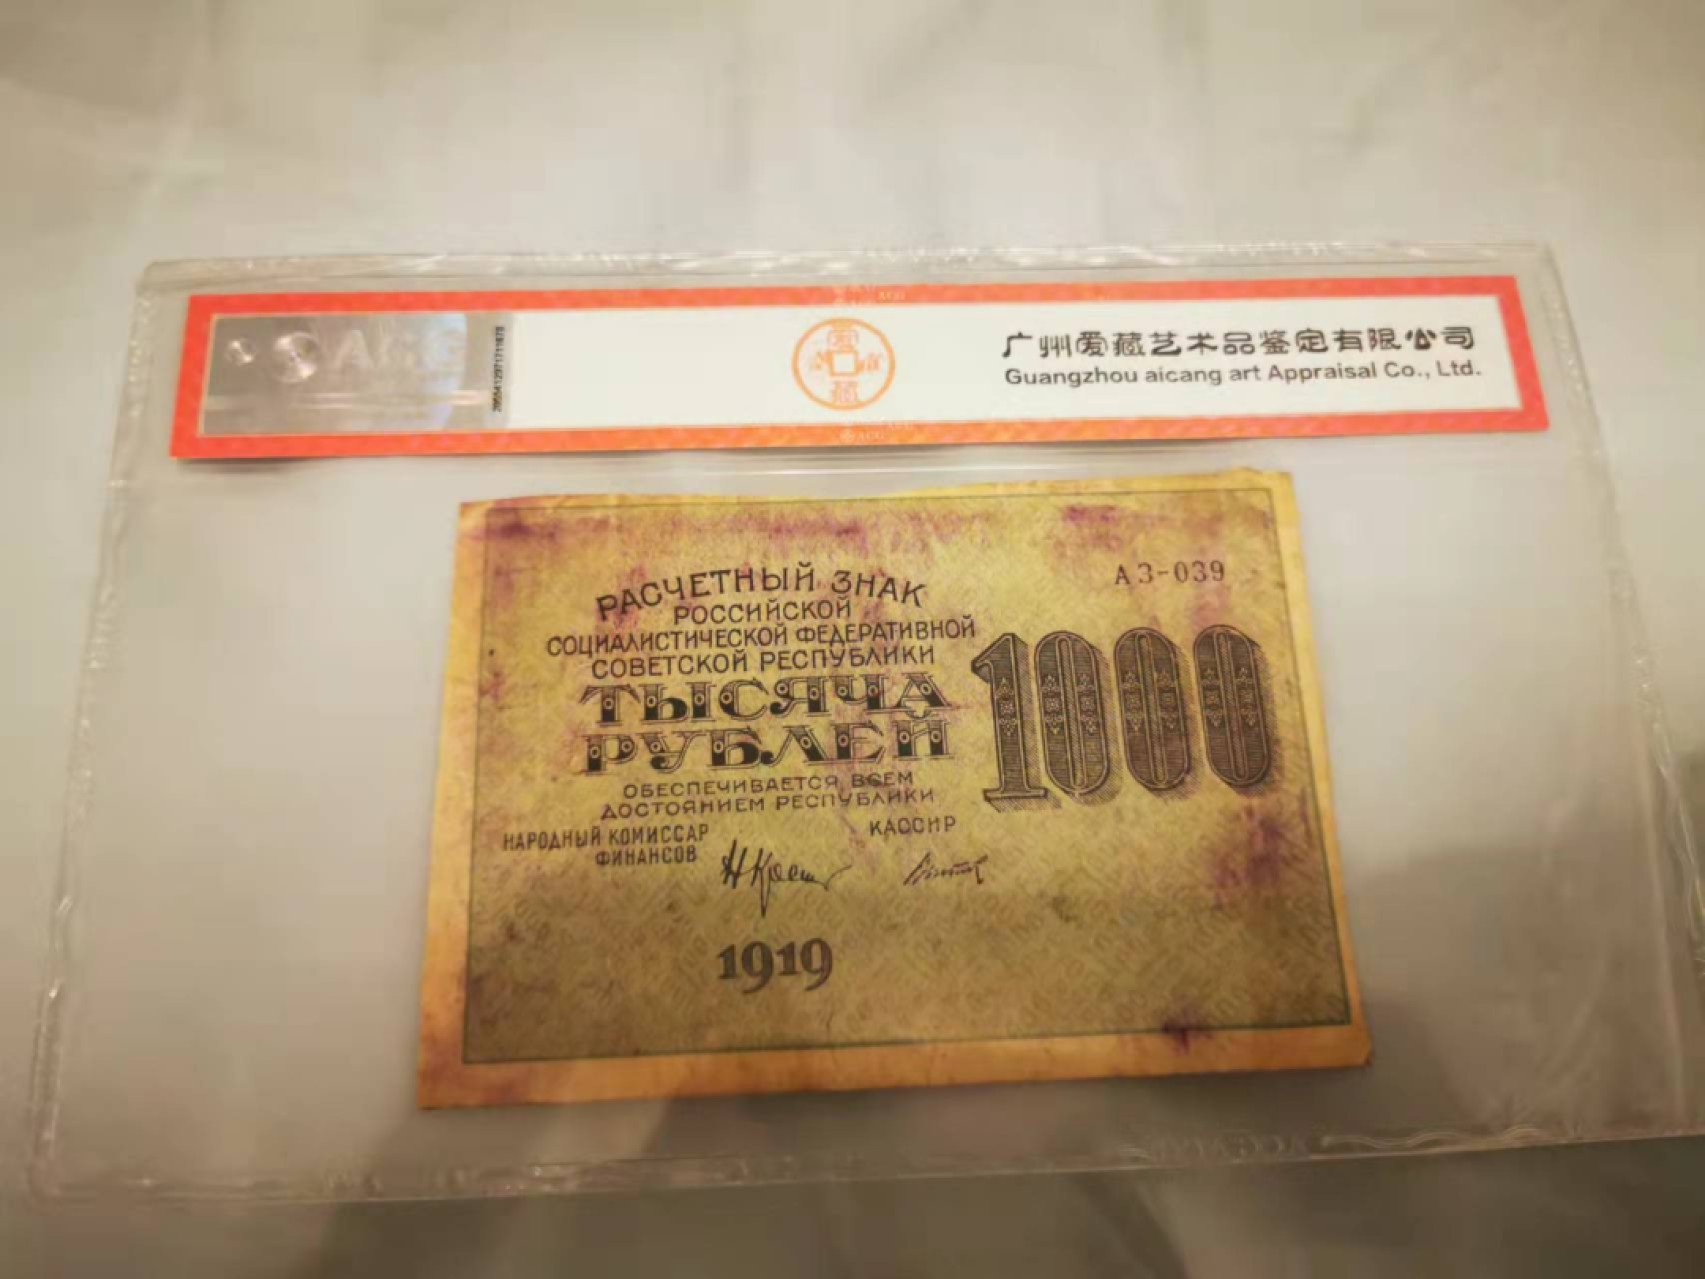 广州爱藏艺术品鉴定有限公司
Guangzhou aicang art Appraisal Co., Ltd.
РАСЧЕТНЫЙ ЗНАК
РОССИЙСКОЙ
СОЦИАЛИСТИЧЕСКОЙ ФЕДЕРАТИВНОЙ
СОВЕТСКОЙ РЕСПУБЛИКИ
ТЫСЯЧА
РУБЛЕЙ
АЗ-039
1000
ОБЕСПЕЧИВАЕТСЯ ВСЕМ
ДОСТОЯНИЕМ РЕСПУБЛИКИ
НАРОДНЫЙ КОМИССАР
ФИНАНСОВ
КАССИР
1919